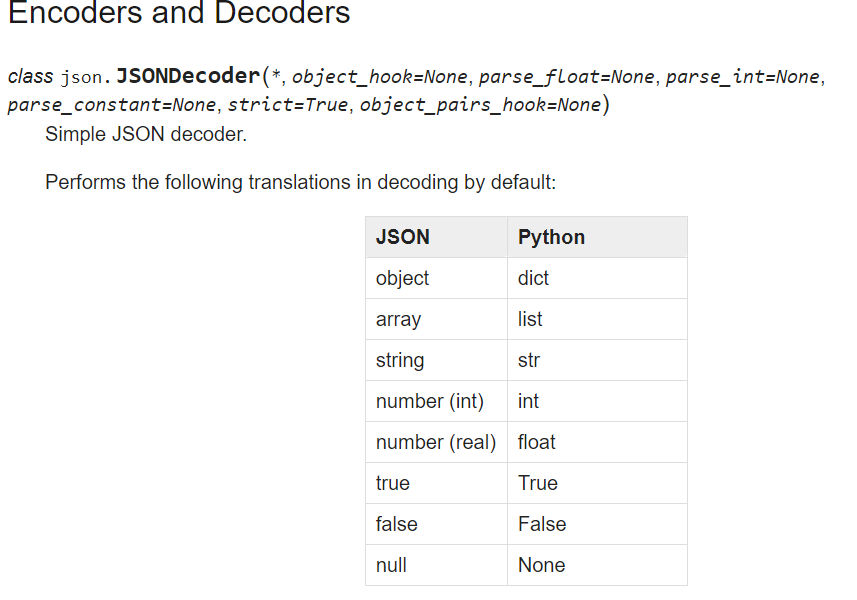 Encoders and Decoders
class json.JSONDecoder(*, object_hook=None, parse_float=None, parse_int=None,
parse_constant=None, strict=True, object_pairs_hook=None)
Simple JSON decoder.
Performs the following translations in decoding by default:
JSON Python
object dict
array list
string str
number (int) int
number (real) float
true True
false False
null None